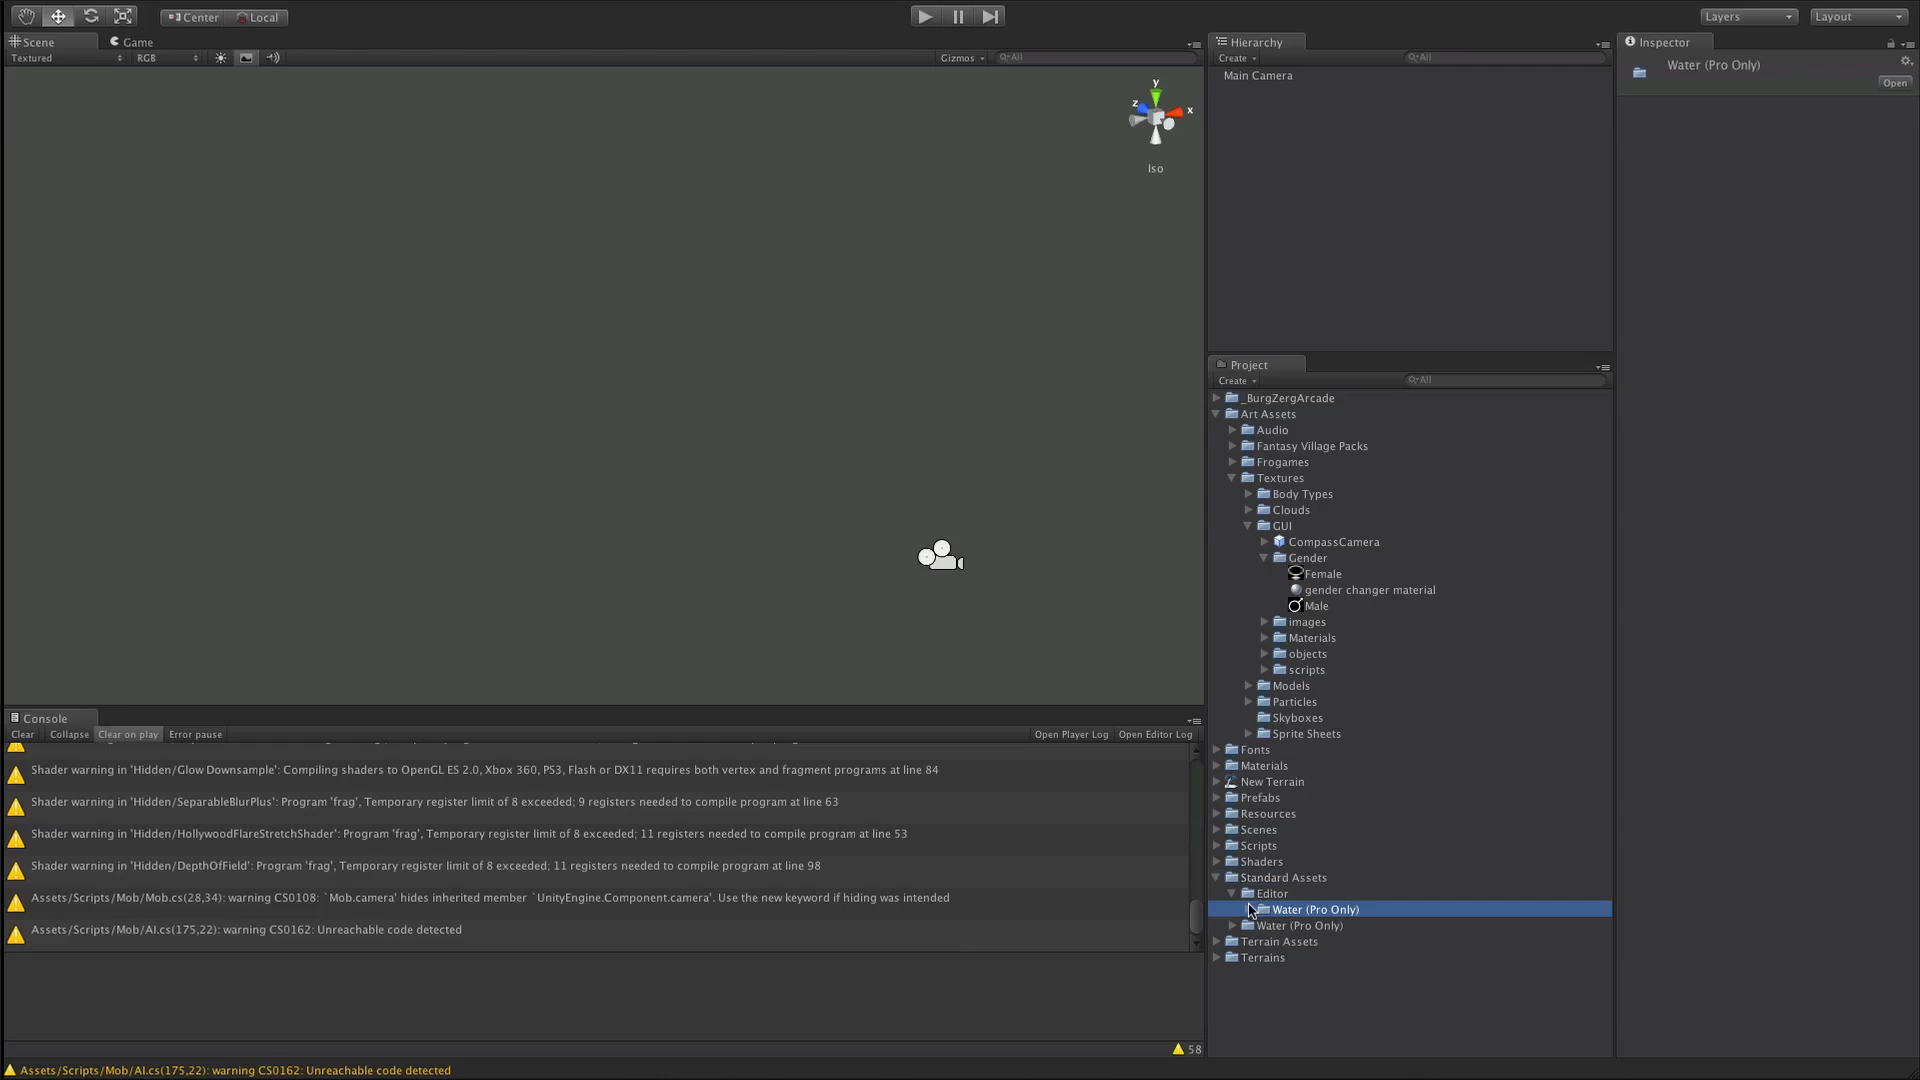 Center
Local
Layers
Layout
Scene
Game
Textured
RGB
Gizmos
All
y
z
x
Iso
Hierarchy
Create
All
Main Camera
Inspector
Water (Pro Only)
Open
Project
Create
All
_BurgZergArcade
Art Assets
Audio
Fantasy Village Packs
Frogames
Textures
Body Types
Clouds
GUI
CompassCamera
Gender
Female
gender changer material
Male
images
Materials
objects
scripts
Models
Particles
Skyboxes
Sprite Sheets
Fonts
Materials
New Terrain
Prefabs
Resources
Scenes
Scripts
Shaders
Standard Assets
Editor
Water (Pro Only)
Water (Pro Only)
Terrain Assets
Terrains
Console
Clear
Collapse
Clear on play
Error pause
Open Player Log
Open Editor Log
Shader warning in 'Hidden/Glow Downsample': Compiling shaders to OpenGL ES 2.0, Xbox 360, PS3, Flash or DX11 requires both vertex and fragment programs at line 84
Shader warning in 'Hidden/SeparableBlurPlus': Program 'frag', Temporary register limit of 8 exceeded; 9 registers needed to compile program at line 63
Shader warning in 'Hidden/HollywoodFlareStretchShader': Program 'frag', Temporary register limit of 8 exceeded; 11 registers needed to compile program at line 53
Shader warning in 'Hidden/DepthOfField': Program 'frag', Temporary register limit of 8 exceeded; 11 registers needed to compile program at line 98
Assets/Scripts/Mob/Mob.cs(28,34): warning CS0108: `Mob.camera' hides inherited member `UnityEngine.Component.camera'. Use the new keyword if hiding was intended
Assets/Scripts/Mob/AI.cs(175,22): warning CS0162: Unreachable code detected
58
Assets/Scripts/Mob/AI.cs(175,22): warning CS0162: Unreachable code detected